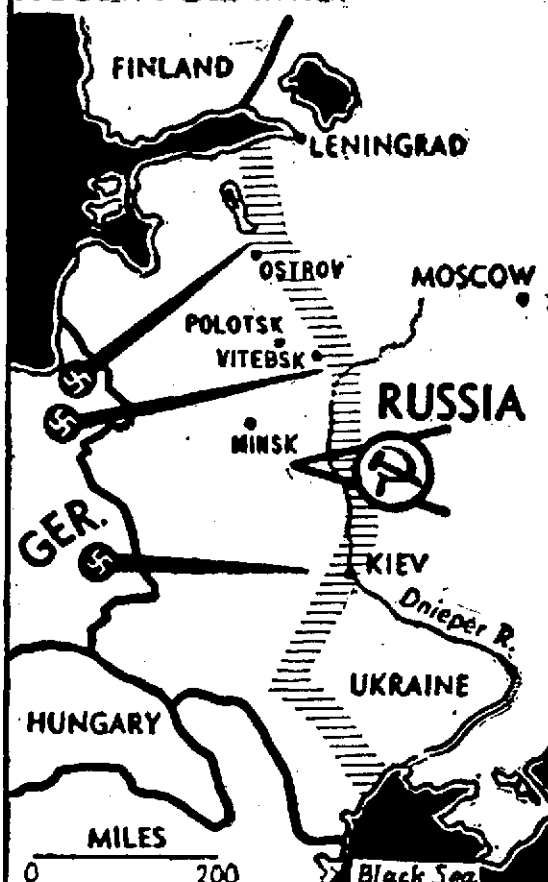 FINLAND
LENINGRAD
OSTROV
MOSCOW
POLOTSK
VITEBSK
RUSSIA
MINSK
GER.
KIEV
Dnieper R.
UKRAINE
HUNGARY
MILES
0 200
Black Sea